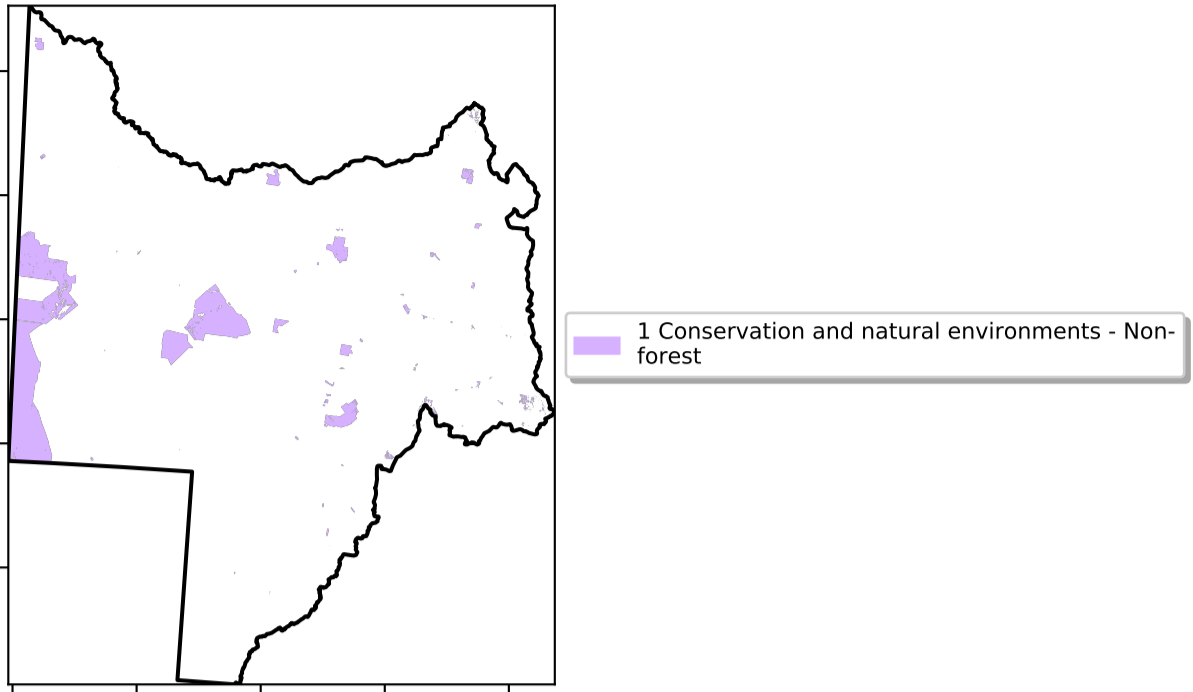 1 Conservation and natural environments - Non-
forest